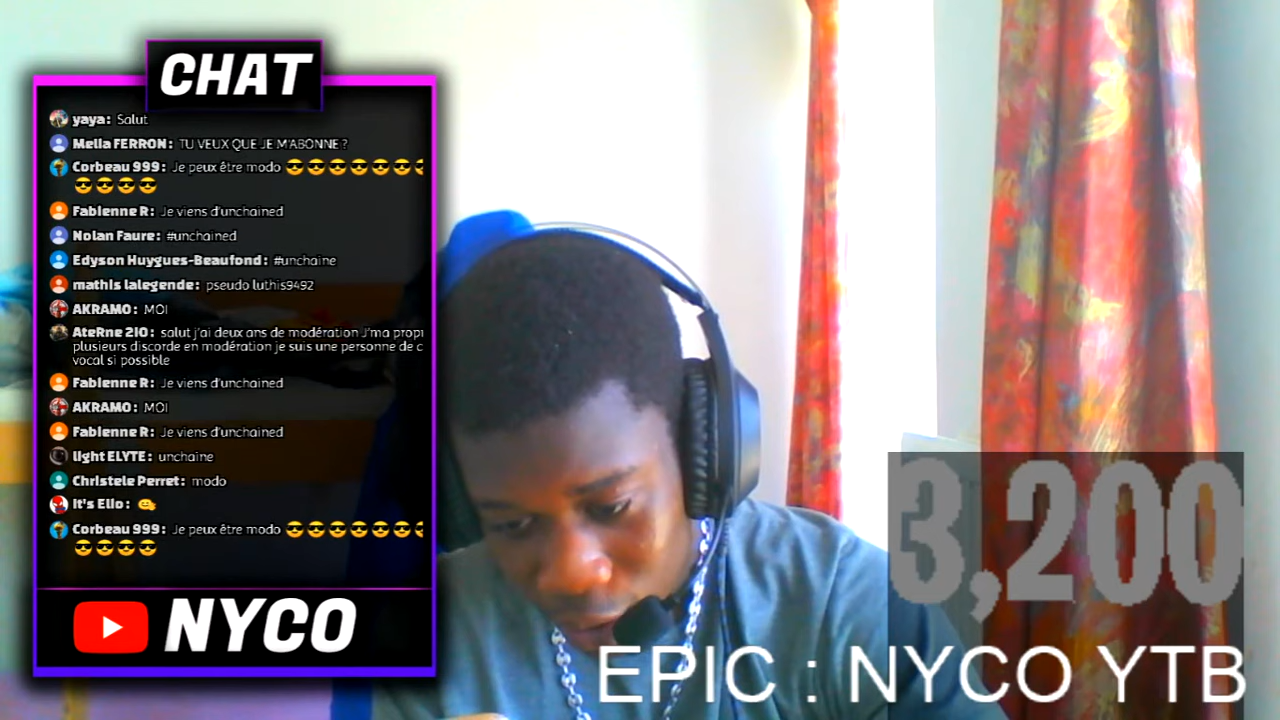 CHAT
yaya: Salut
Melia FERRON: TU VEUX QUE JE M'ABONNE ?
Corbeau 999: Je peux être modo 😎😎😎😎😎😎😎
😎😎😎😎
Fabienne R: Je viens d'unchained
Nolan Faure: #unchained
Edyson Huygues-Beaufond: #unchaine
mathis lalegende: pseudo luthis9492
AKRAMO: MOI
AteRne 2IO: salut j'ai deux ans de modération J'ma propr
plusieurs discorde en modération je suis une personne de c
vocal si possible
Fabienne R: Je viens d'unchained
AKRAMO: MOI
Fabienne R: Je viens d'unchained
light ELYTE: unchaine
Christele Perret: modo
it's Elio:
Corbeau 999: Je peux être modo 😎😎😎😎😎😎😎
😎😎😎😎
NYCO
3,200
EPIC : NYCO YTB